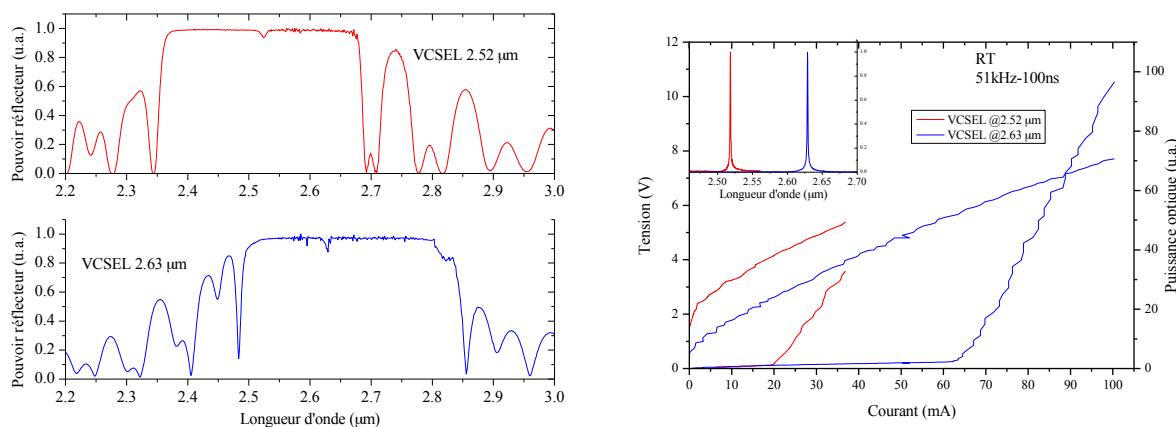 Pouvoir réflecteur (u.a.)
1.0
0.8
0.6
0.4
0.2
0.0
VCSEL 2.52 µm
2.2 2.3 2.4 2.5 2.6 2.7 2.8 2.9 3.0
Pouvoir réflecteur (u.a.)
1.0
0.8
0.6
0.4
0.2
0.0
VCSEL 2.63 µm
2.2 2.3 2.4 2.5 2.6 2.7 2.8 2.9 3.0
Longueur d'onde (µm)
Tension (V)
12
10
8
6
4
2
0
1.0
0.8
0.6
0.4
0.2
0.0
2.50 2.55 2.60 2.65 2.70
Longueur d'onde (µm)
RT
51kHz-100ns
VCSEL @2.52 µm
VCSEL @2.63 µm
0 10 20 30 40 50 60 70 80 90 100
Courant (mA)
100
80
60
40
20
0
Puissance optique (u.a.)